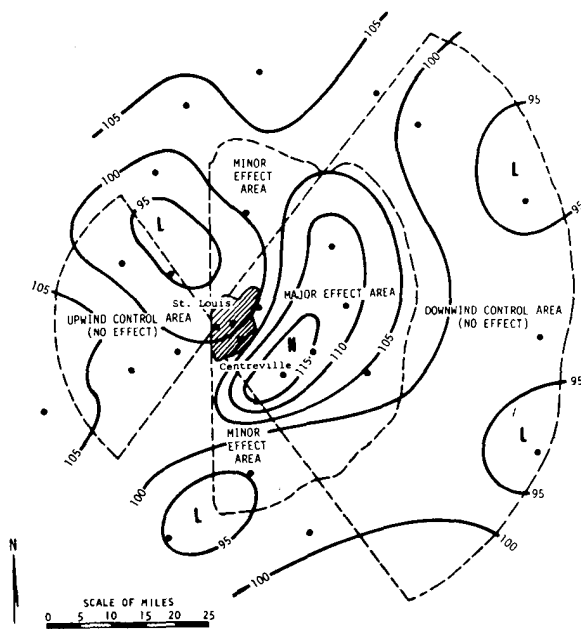 105
100
95
105
95
L
100
MINOR
EFFECT
AREA
95
L
95
L
St. Louis
MAJOR EFFECT AREA
105
UPWIND CONTROL AREA
(NO EFFECT)
DOWNWIND CONTROL AREA
(NO EFFECT)
N
115
110
105
Centreville
95
L
95
MINOR
EFFECT
AREA
105
100
L
95
100
100
N
SCALE OF MILES
0 5 10 15 20 25